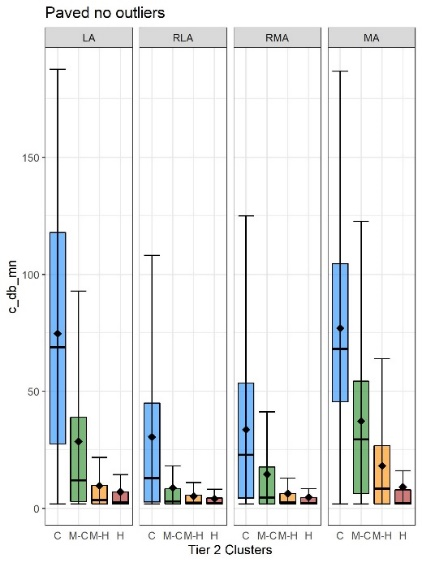 Paved no outliers
LA RLA RMA MA
150
100
50
0
c_db_mn
C M-C M-H H C M-C M-H H C M-C M-H H C M-C M-H H
Tier 2 Clusters